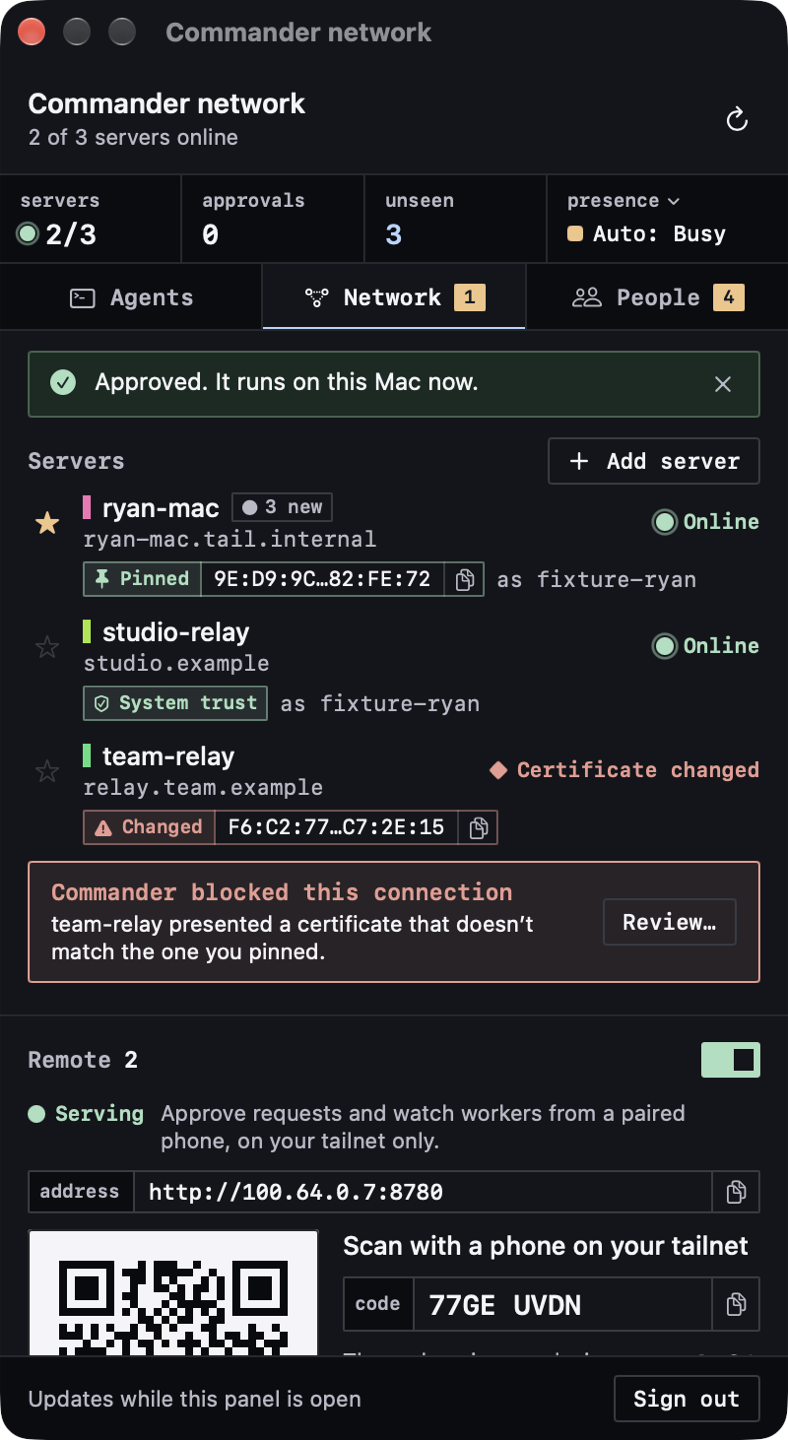 Commander network
Commander network
2 of 3 servers online
servers
2/3
approvals
0
unseen
3
presence
Auto: Busy
Agents
Network 1
People 4
Approved. It runs on this Mac now.
Servers
+ Add server
ryan-mac
3 new
Online
ryan-mac.tail.internal
Pinned 9E:D9:9C…82:FE:72 as fixture-ryan
studio-relay
Online
studio.example
System trust as fixture-ryan
team-relay
Certificate changed
relay.team.example
Changed F6:C2:77…C7:2E:15
Commander blocked this connection
team-relay presented a certificate that doesn’t
match the one you pinned.
Review…
Remote 2
Serving
Approve requests and watch workers from a paired
phone, on your tailnet only.
address http://100.64.0.7:8780
Scan with a phone on your tailnet
code 77GE UVDN
Updates while this panel is open
Sign out